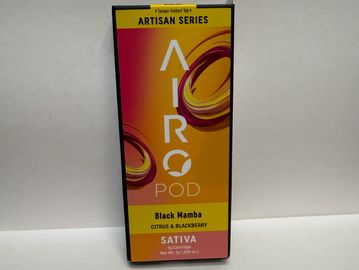 ▼ Tamper Evident Tab ▼
ARTISAN SERIES
AIRO
POD
Black Mamba
CITRUS & BLACKBERRY
SATIVA
1g Cartridge
Net Wt. 1g (.035 oz.)